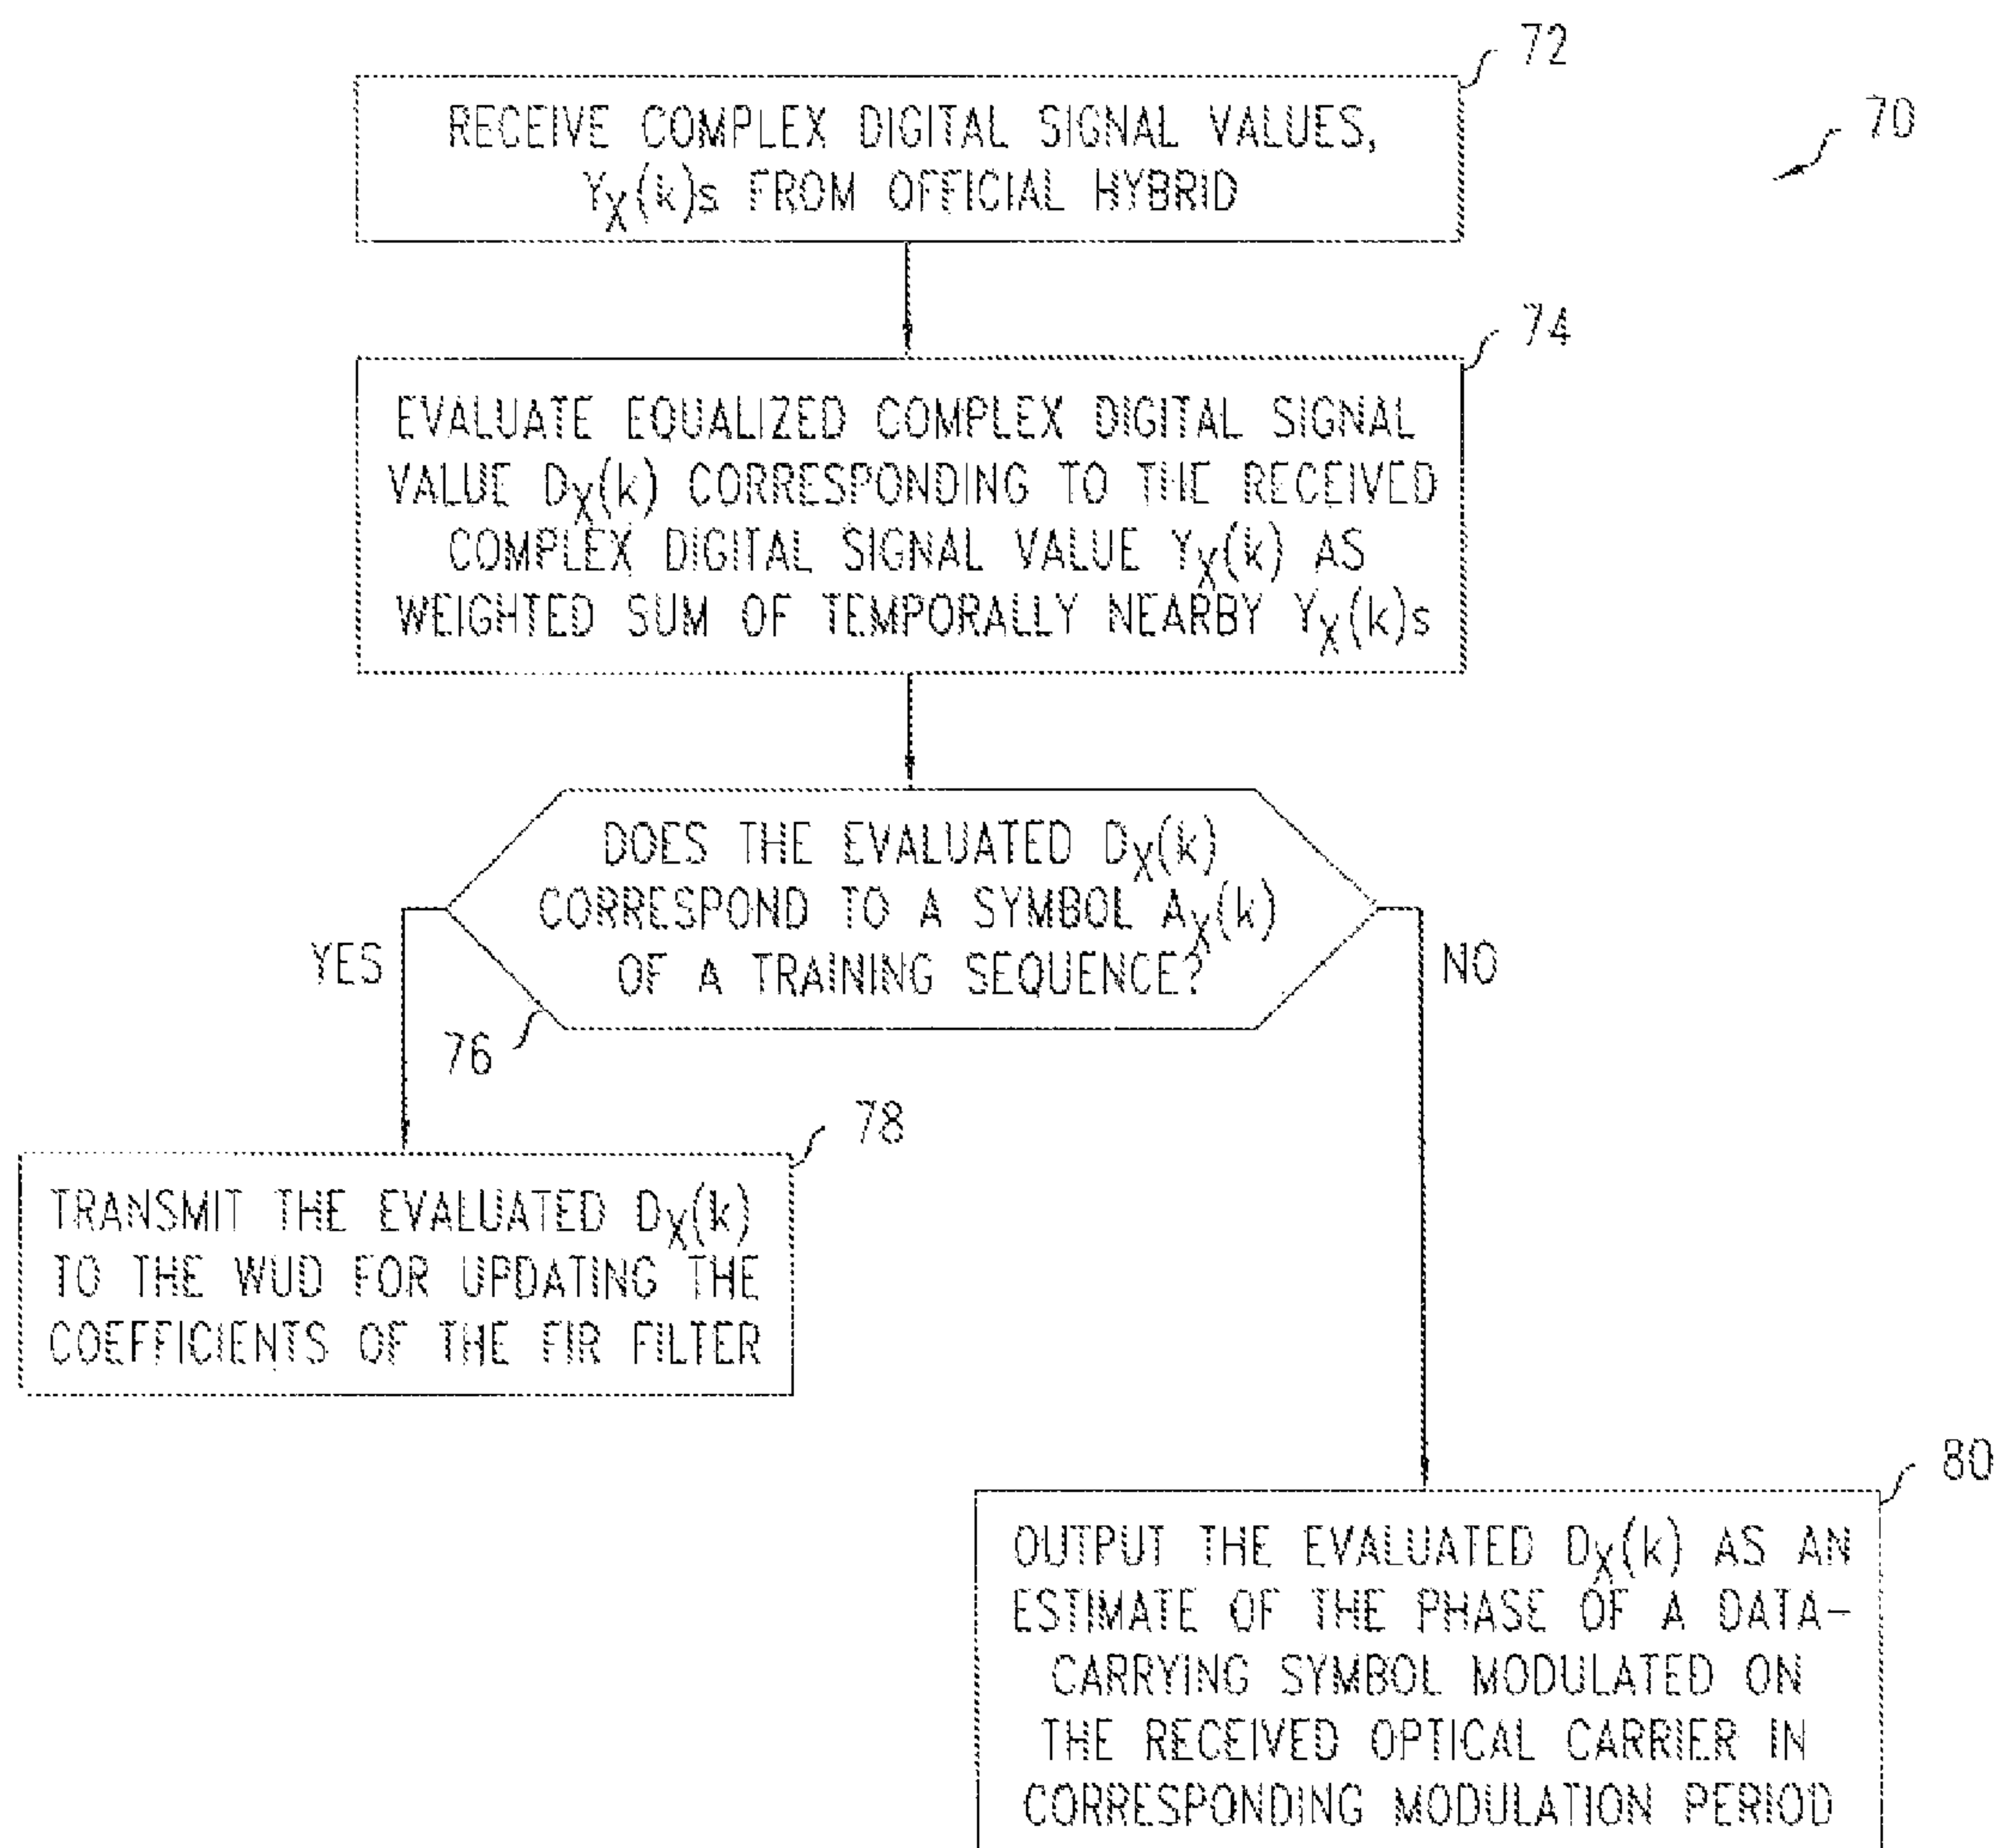 72
RECEIVE COMPLEX DIGITAL SIGNAL VALUES,
YX(k)s FROM OFFICIAL HYBRID
70
74
EVALUATE EQUALIZED COMPLEX DIGITAL SIGNAL
VALUE DX(k) CORRESPONDING TO THE RECEIVED
COMPLEX DIGITAL SIGNAL VALUE YX(k) AS
WEIGHTED SUM OF TEMPORALLY NEARBY YX(k)s
DOES THE EVALUATED DX(k)
CORRESPOND TO A SYMBOL AX(k)
OF A TRAINING SEQUENCE?
YES
NO
76
78
TRANSMIT THE EVALUATED DX(k)
TO THE WUD FOR UPDATING THE
COEFFICIENTS OF THE FIR FILTER
80
OUTPUT THE EVALUATED DX(k) AS AN
ESTIMATE OF THE PHASE OF A DATA-
CARRYING SYMBOL MODULATED ON
THE RECEIVED OPTICAL CARRIER IN
CORRESPONDING MODULATION PERIOD